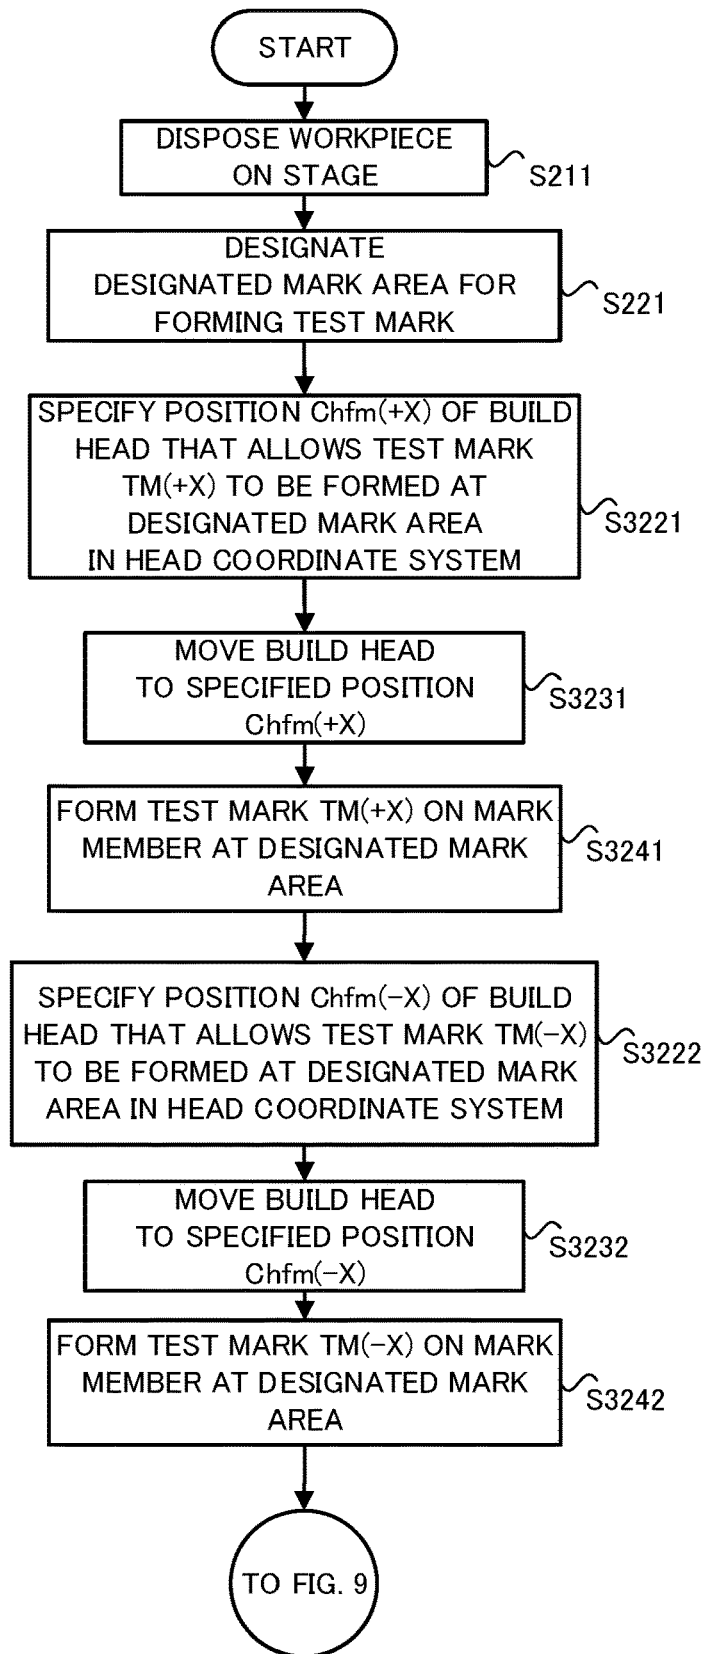 START
DISPOSE WORKPIECE
ON STAGE
S211
DESIGNATE
DESIGNATED MARK AREA FOR
FORMING TEST MARK
S221
SPECIFY POSITION Chfm(+X) OF BUILD
HEAD THAT ALLOWS TEST MARK
TM(+X) TO BE FORMED AT
DESIGNATED MARK AREA
IN HEAD COORDINATE SYSTEM
S3221
MOVE BUILD HEAD
TO SPECIFIED POSITION
Chfm(+X)
S3231
FORM TEST MARK TM(+X) ON MARK
MEMBER AT DESIGNATED MARK
AREA
S3241
SPECIFY POSITION Chfm(−X) OF BUILD
HEAD THAT ALLOWS TEST MARK TM(−X)
TO BE FORMED AT DESIGNATED MARK
AREA IN HEAD COORDINATE SYSTEM
S3222
MOVE BUILD HEAD
TO SPECIFIED POSITION
Chfm(−X)
S3232
FORM TEST MARK TM(−X) ON MARK
MEMBER AT DESIGNATED MARK
AREA
S3242
TO FIG. 9